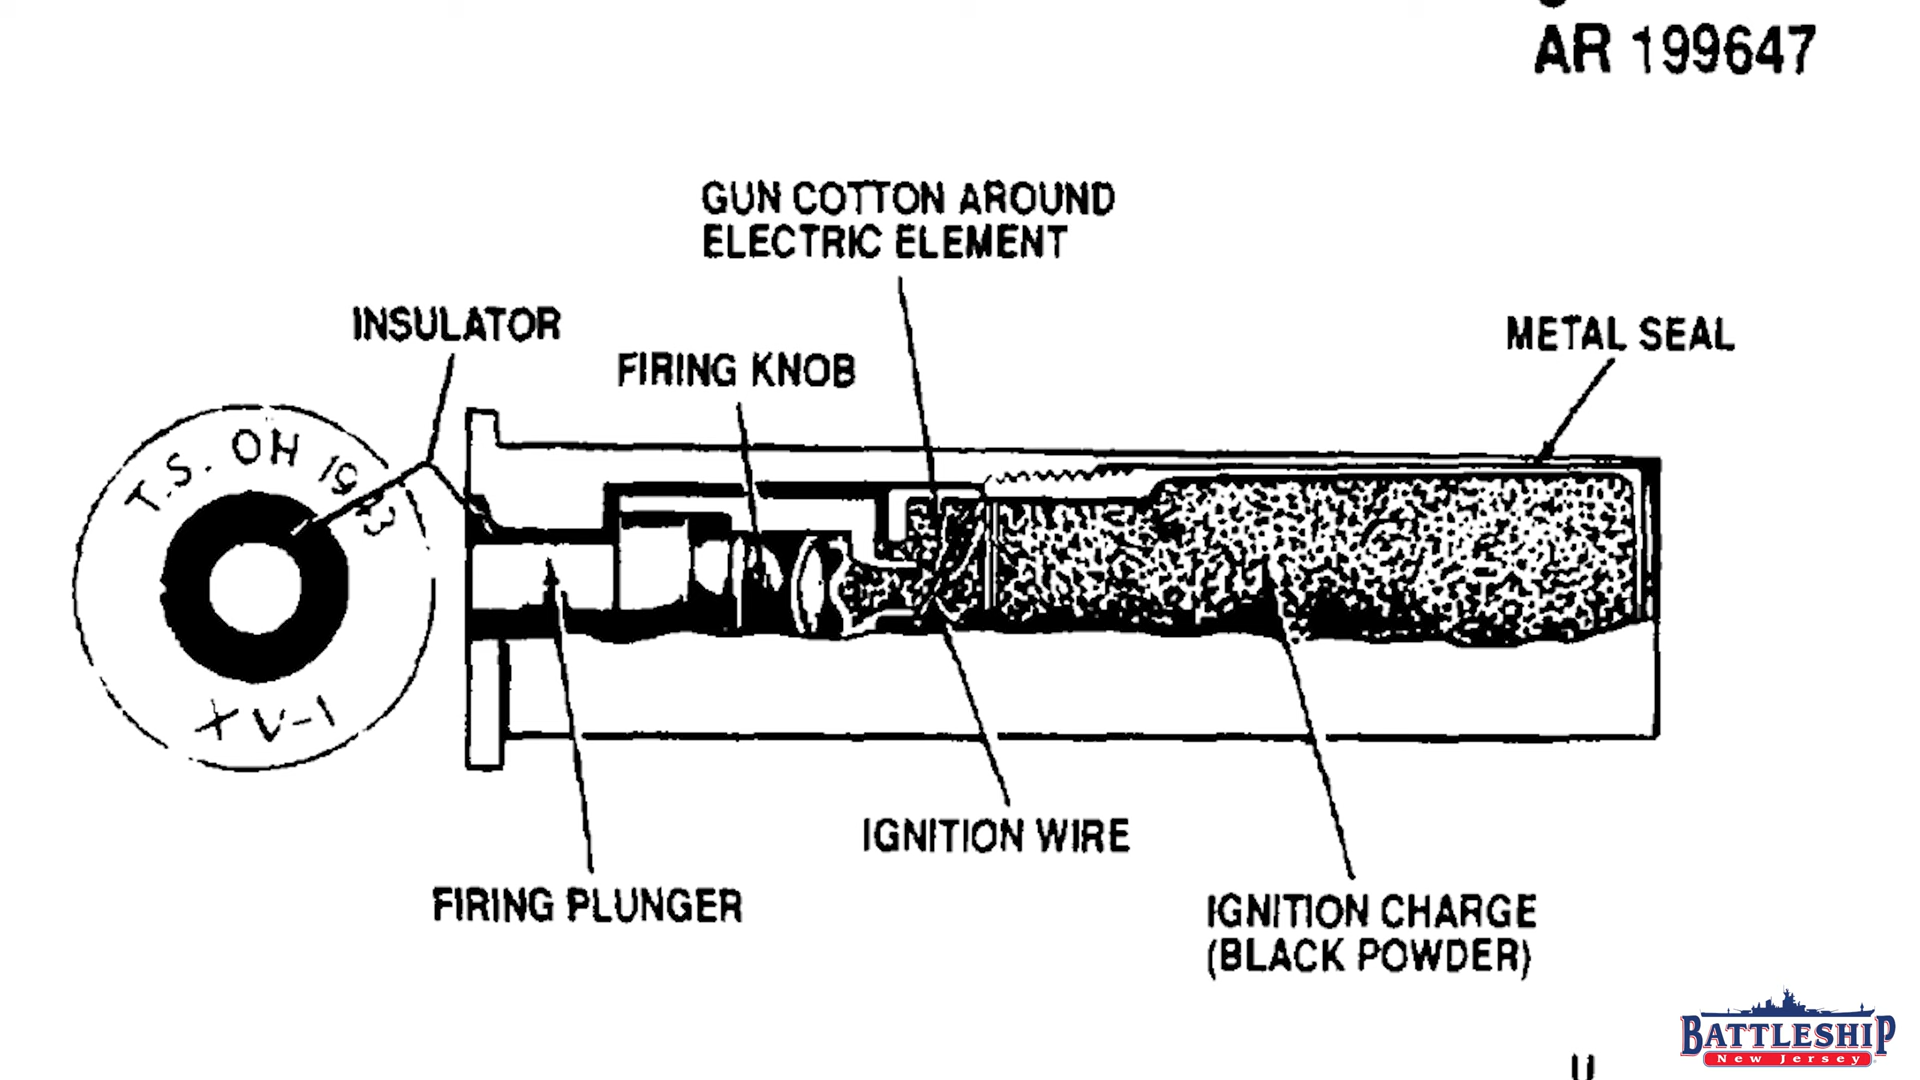 AR 199647
GUN COTTON AROUND
ELECTRIC ELEMENT
INSULATOR
METAL SEAL
FIRING KNOB
T.S. OH
XV-1
IGNITION WIRE
FIRING PLUNGER
IGNITION CHARGE
(BLACK POWDER)
BATTLESHIP
New Jersey